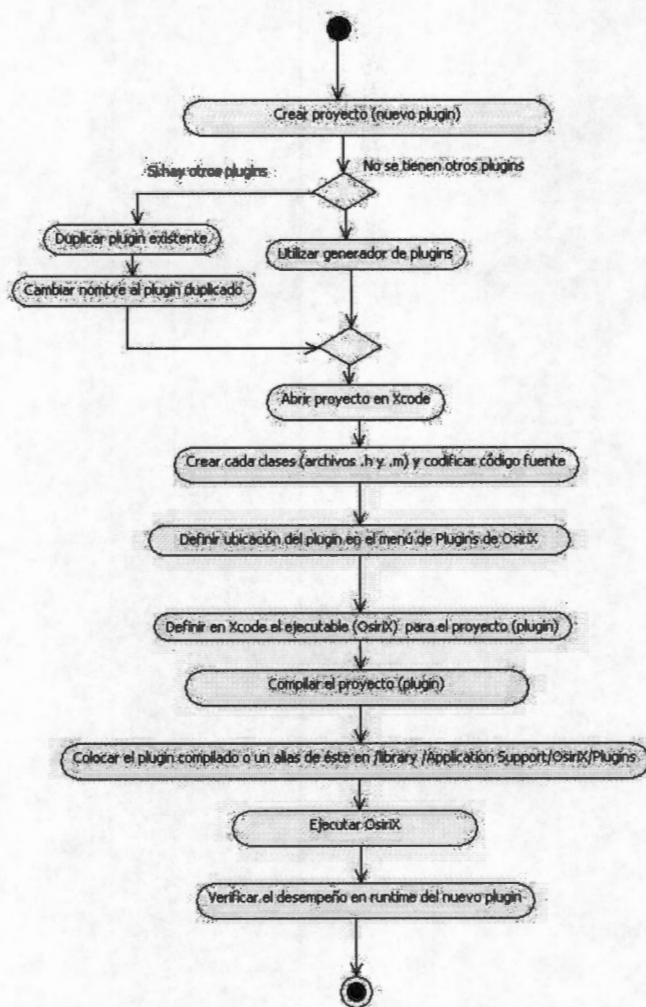 Crear proyecto (nuevo plugin)
Si hay otros plugins
No se tienen otros plugins
Duplicar plugin existente
Utilizar generador de plugins
Cambiar nombre al plugin duplicado
Abrir proyecto en Xcode
Crear cada clases (archivos .h y .m) y codificar código fuente
Definir ubicación del plugin en el menú de Plugins de OsiriX
Definir en Xcode el ejecutable (OsiriX) para el proyecto (plugin)
Compilar el proyecto (plugin)
Colocar el plugin compilado o un alias de éste en /library /Application Support/OsiriX/Plugins
Ejecutar OsiriX
Verificar el desempeño en runtime del nuevo plugin